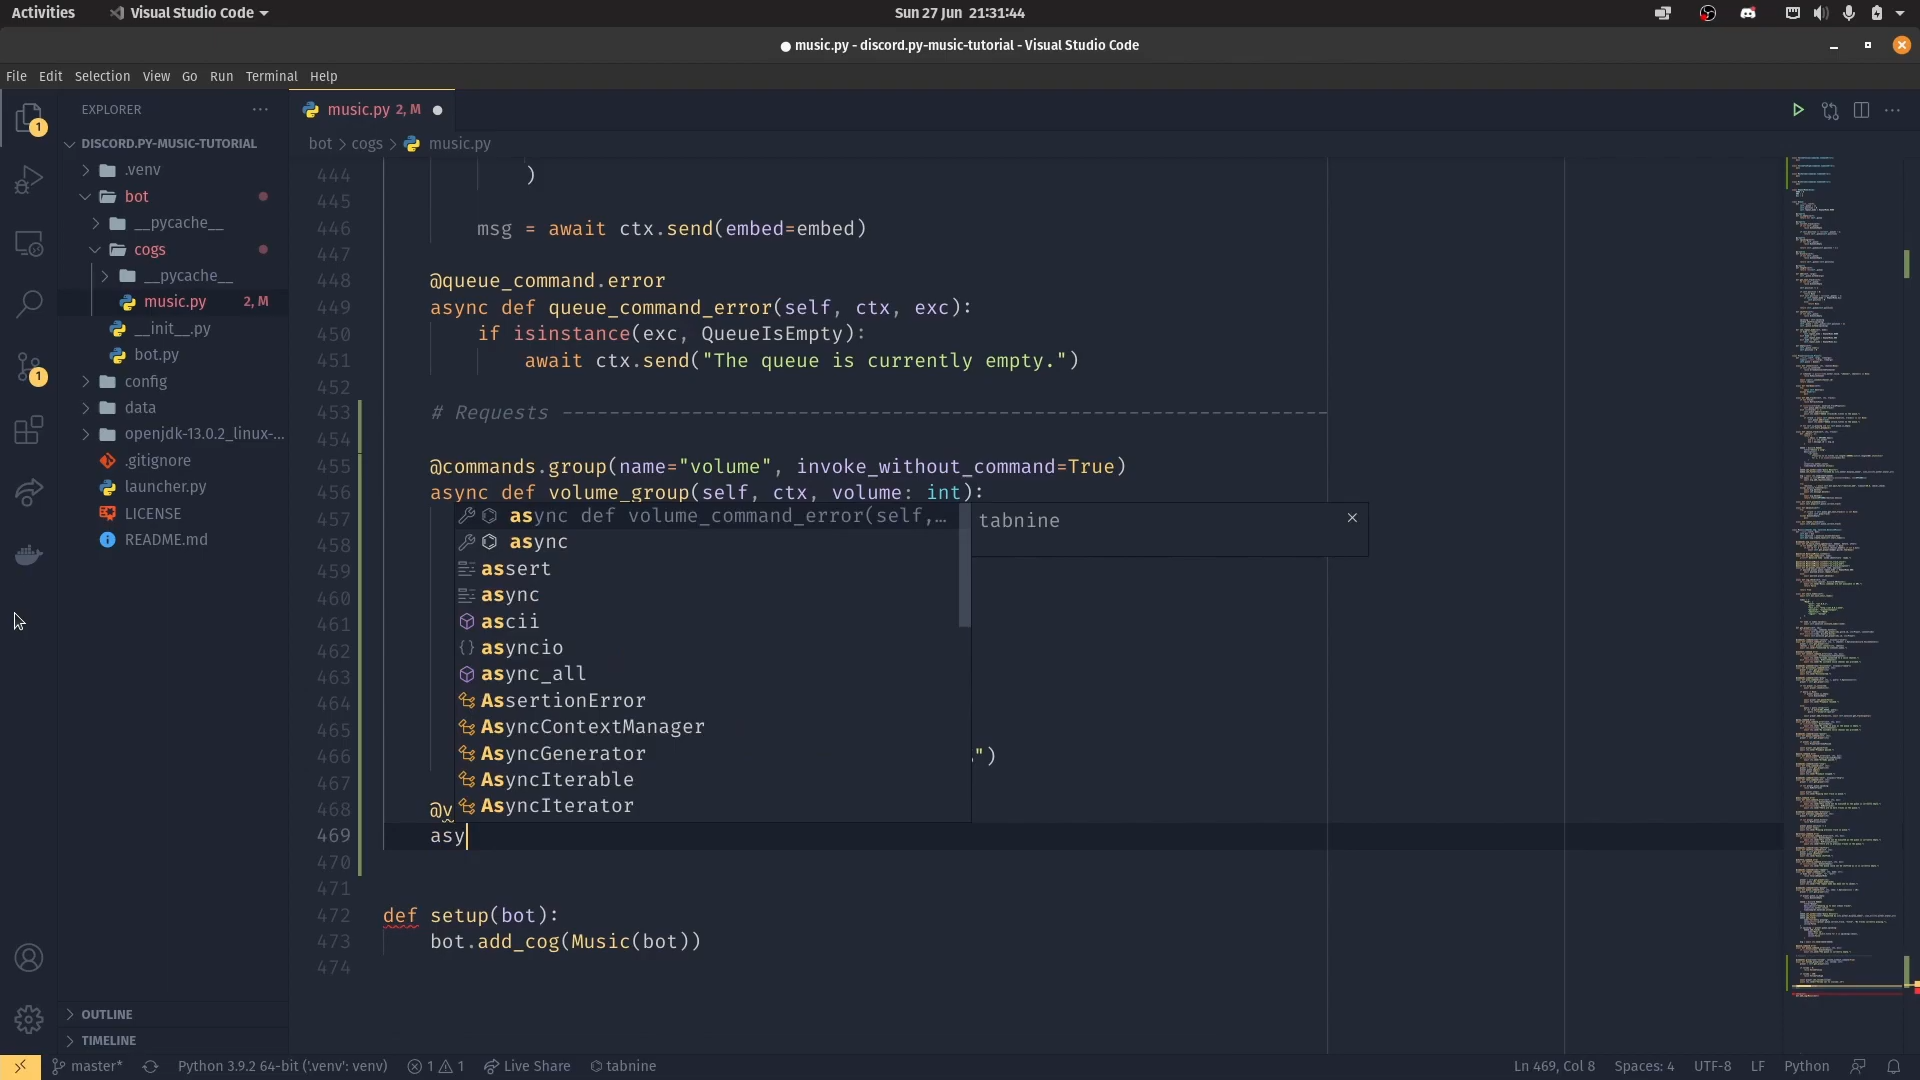 Activities
Visual Studio Code
Sun 27 Jun 21:31:44
● music.py - discord.py-music-tutorial - Visual Studio Code
File Edit Selection View Go Run Terminal Help
EXPLORER
music.py 2, M
DISCORD.PY-MUSIC-TUTORIAL
bot > cogs > music.py
.venv
bot
__pycache__
cogs
__pycache__
music.py 2, M
__init__.py
bot.py
config
data
openjdk-13.0.2_linux-...
.gitignore
launcher.py
LICENSE
README.md
OUTLINE
TIMELINE
1
1
444 )
445
446 msg = await ctx.send(embed=embed)
447
448 @queue_command.error
449 async def queue_command_error(self, ctx, exc):
450 if isinstance(exc, QueueIsEmpty):
451 await ctx.send("The queue is currently empty.")
452
453 # Requests -----------------------------------------------------------------
454
455 @commands.group(name="volume", invoke_without_command=True)
456 async def volume_group(self, ctx, volume: int):
457 async def volume_command_error(self,… tabnine
458 async
459 assert
460 async
461 ascii
462 asyncio
463 async_all
464 AssertionError
465 AsyncContextManager
466 AsyncGenerator ")
467 AsyncIterable
468 @v AsyncIterator
469 asy
470
471
472 def setup(bot):
473 bot.add_cog(Music(bot))
474
master* Python 3.9.2 64-bit ('.venv': venv) 1 1 Live Share tabnine Ln 469, Col 8 Spaces: 4 UTF-8 LF Python